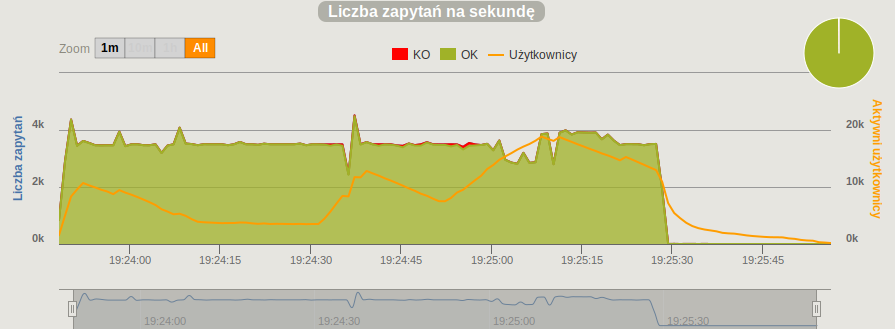 Liczba zapytań na sekundę
Zoom 1m 10m 1h All
KO OK Użytkownicy
Liczba zapytań
4k
2k
0k
20k
10k
0k
Aktywni użytkownicy
19:24:00 19:24:15 19:24:30 19:24:45 19:25:00 19:25:15 19:25:30 19:25:45
19:24:00 19:24:30 19:25:00 19:25:30